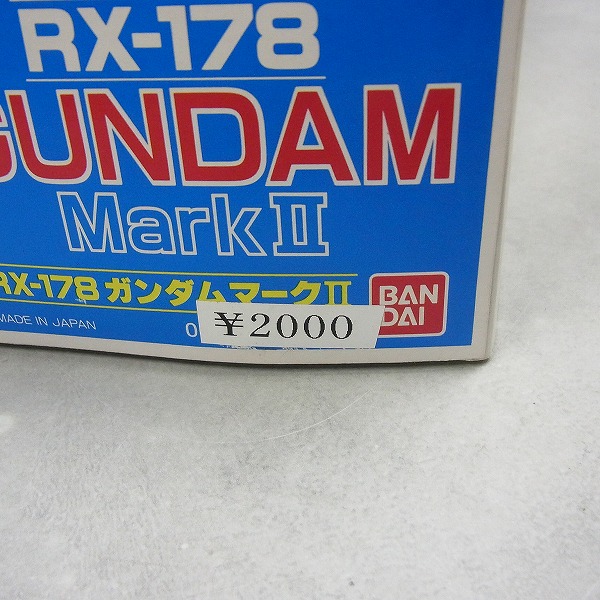 RX-178
GUNDAM
Mark II
RX-178 ガンダムマークII
BAN
DAI
MADE IN JAPAN
0
¥2000